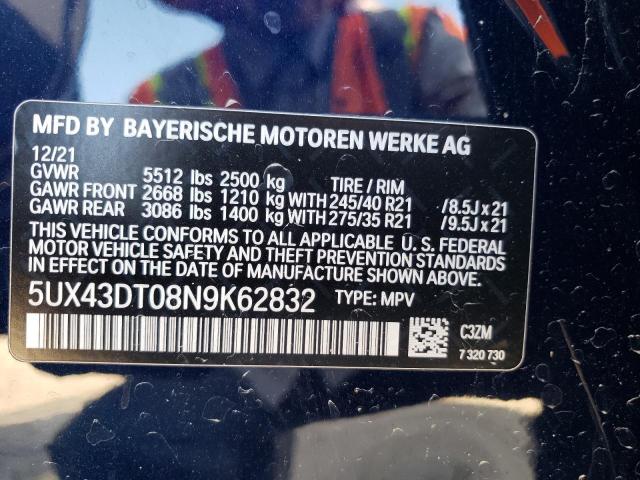 MFD BY BAYERISCHE MOTOREN WERKE AG
12/21
GVWR 5512 lbs 2500 kg TIRE / RIM
GAWR FRONT 2668 lbs 1210 kg WITH 245/40 R21 /8.5J x 21
GAWR REAR 3086 lbs 1400 kg WITH 275/35 R21 /9.5J x 21
THIS VEHICLE CONFORMS TO ALL APPLICABLE U. S. FEDERAL
MOTOR VEHICLE SAFETY AND THEFT PREVENTION STANDARDS
IN EFFECT ON THE DATE OF MANUFACTURE SHOWN ABOVE.
5UX43DT08N9K62832 TYPE: MPV
C3ZM
7 320 730